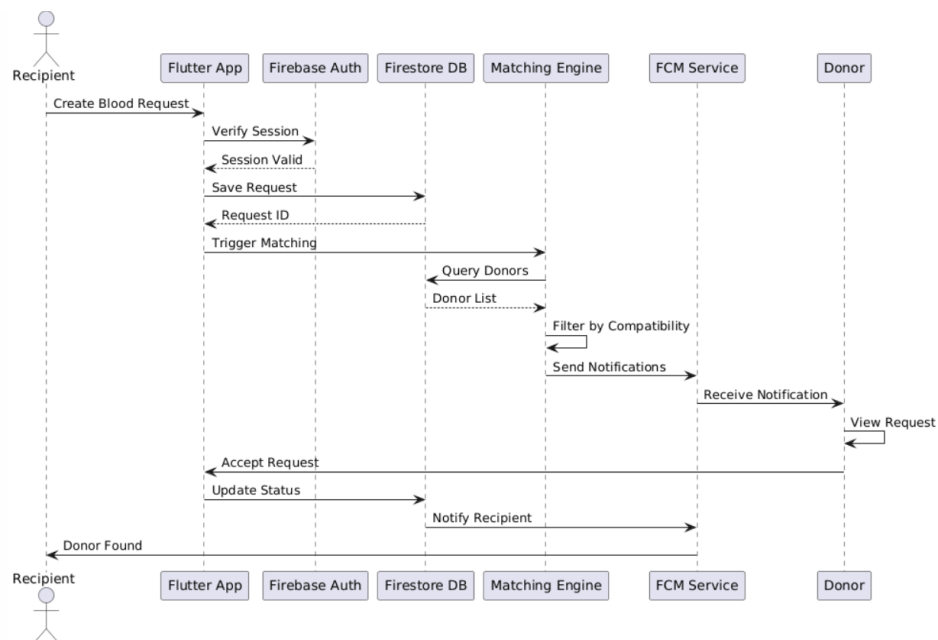 Recipient
Flutter App
Firebase Auth
Firestore DB
Matching Engine
FCM Service
Donor
Create Blood Request
Verify Session
Session Valid
Save Request
Request ID
Trigger Matching
Query Donors
Donor List
Filter by Compatibility
Send Notifications
Receive Notification
View Request
Accept Request
Update Status
Notify Recipient
Donor Found
Recipient
Flutter App
Firebase Auth
Firestore DB
Matching Engine
FCM Service
Donor